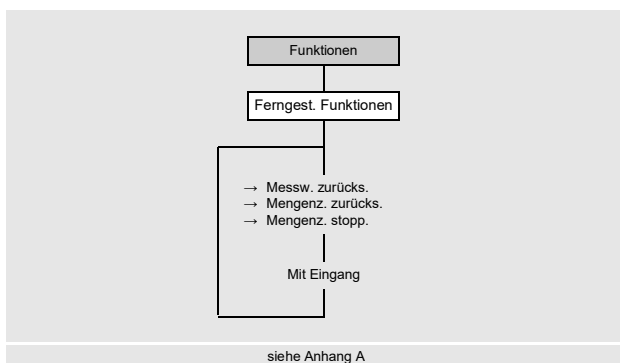 Funktionen
Ferngest. Funktionen
→ Messw. zurücks.
→ Mengenz. zurücks.
→ Mengenz. stopp.
Mit Eingang
siehe Anhang A